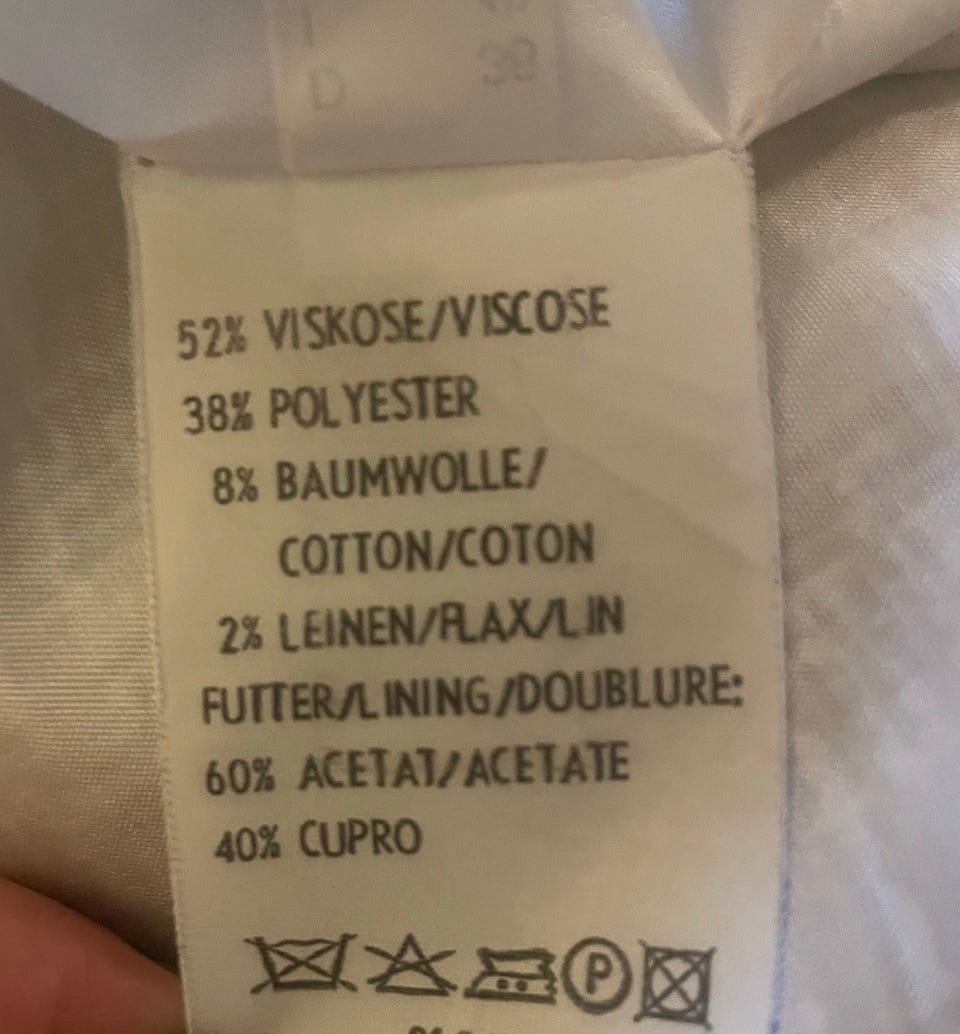 D 38
52% VISKOSE/VISCOSE
38% POLYESTER
8% BAUMWOLLE/
COTTON/COTON
2% LEINEN/FLAX/LIN
FUTTER/LINING/DOUBLURE:
60% ACETAT/ACETATE
40% CUPRO
P